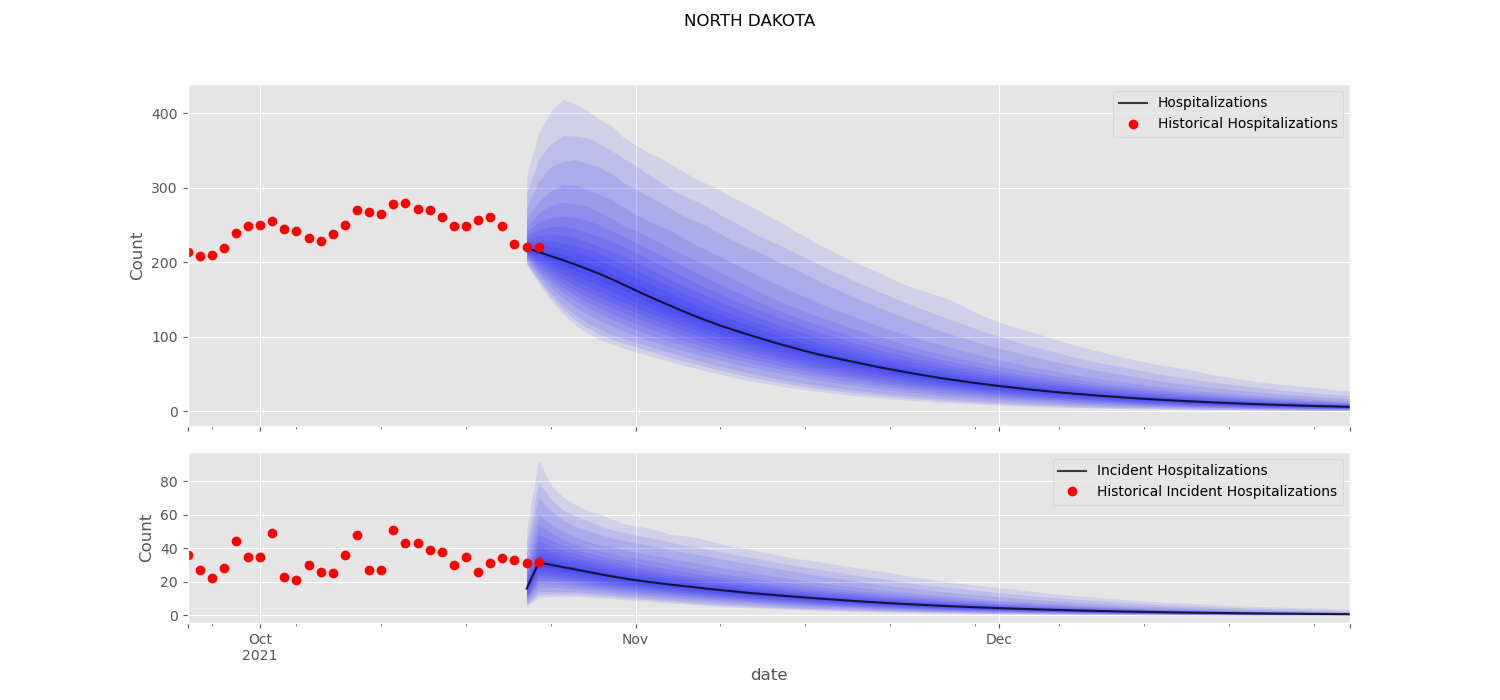 NORTH DAKOTA
Hospitalizations
Historical Hospitalizations
400
300
200
100
0
Count
Incident Hospitalizations
Historical Incident Hospitalizations
80
60
40
20
0
Count
Oct
2021
Nov
Dec
date